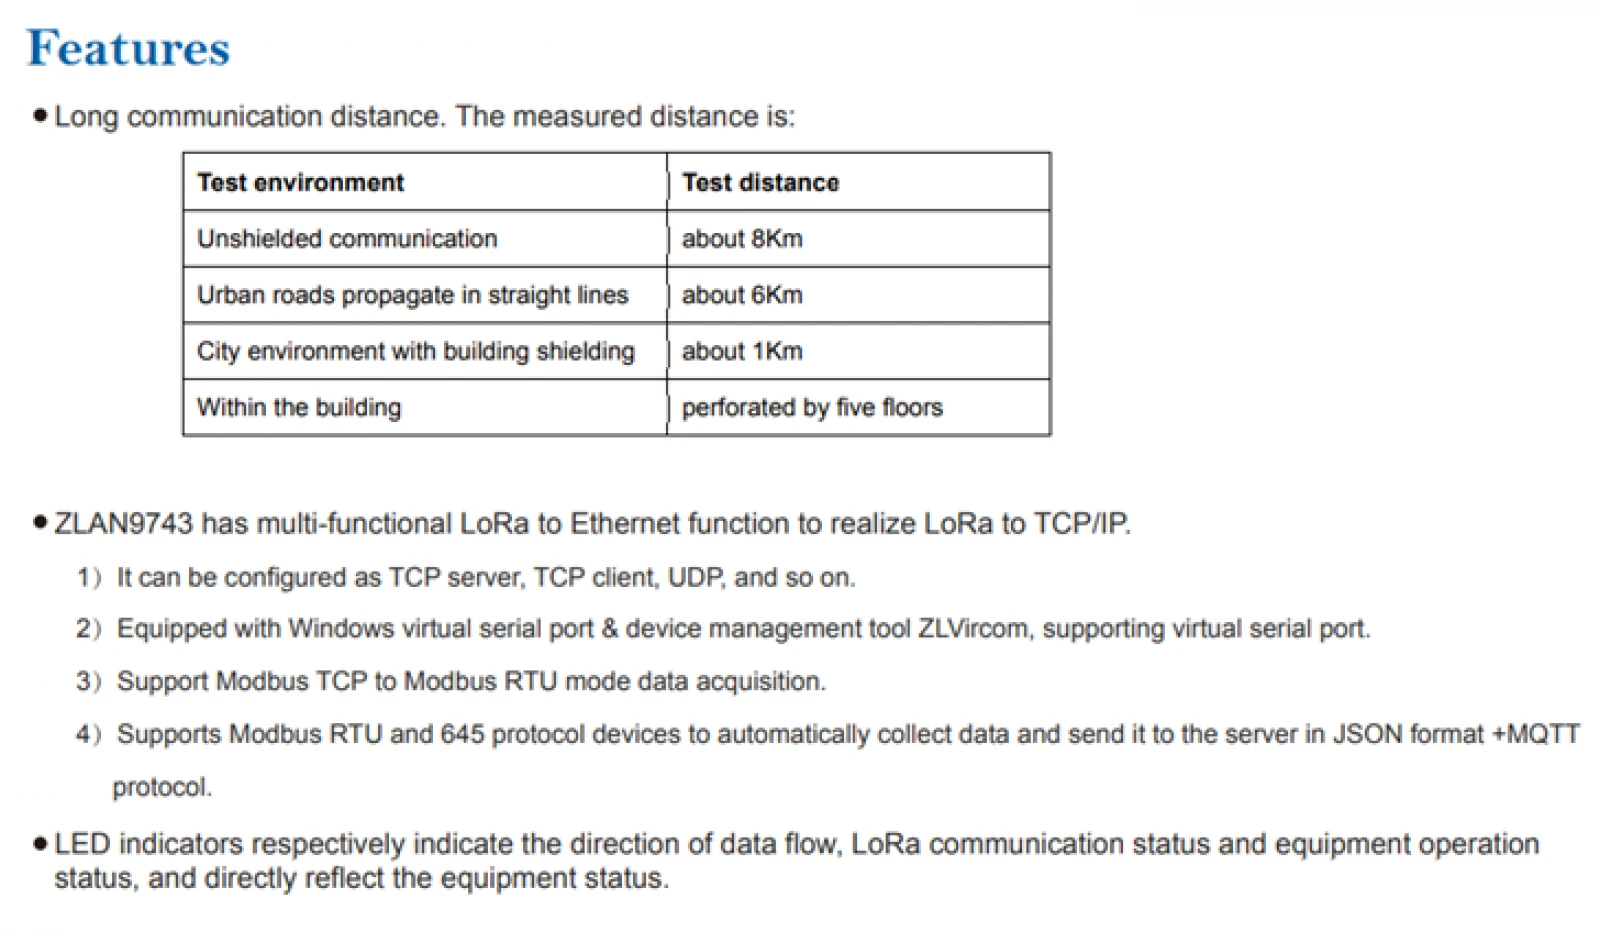 Features
● Long communication distance. The measured distance is:
Test environment Test distance
Unshielded communication about 8Km
Urban roads propagate in straight lines about 6Km
City environment with building shielding about 1Km
Within the building perforated by five floors
● ZLAN9743 has multi-functional LoRa to Ethernet function to realize LoRa to TCP/IP.
1）It can be configured as TCP server, TCP client, UDP, and so on.
2）Equipped with Windows virtual serial port & device management tool ZLVircom, supporting virtual serial port.
3）Support Modbus TCP to Modbus RTU mode data acquisition.
4）Supports Modbus RTU and 645 protocol devices to automatically collect data and send it to the server in JSON format +MQTT
protocol.
● LED indicators respectively indicate the direction of data flow, LoRa communication status and equipment operation
status, and directly reflect the equipment status.